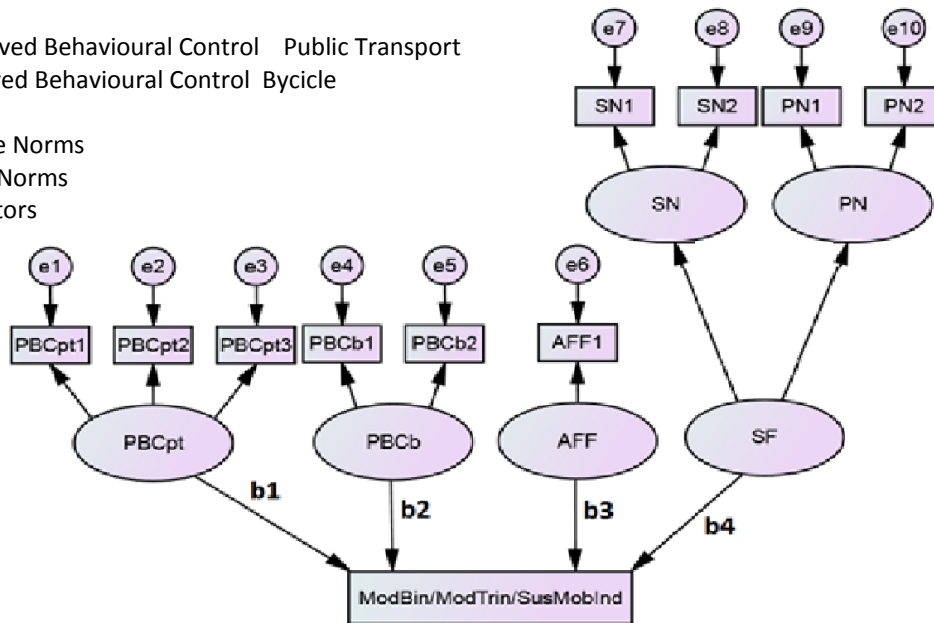 e7 e8 e9 e10
ved Behavioural Control Public Transport
ed Behavioural Control Bycicle
SN1 SN2 PN1 PN2
e Norms
Norms
tors
SN PN
e1 e2 e3 e4 e5 e6
PBCpt1 PBCpt2 PBCpt3 PBCb1 PBCb2 AFF1
PBCpt PBCb AFF SF
b1 b2 b3 b4
ModBin/ModTrin/SusMobInd